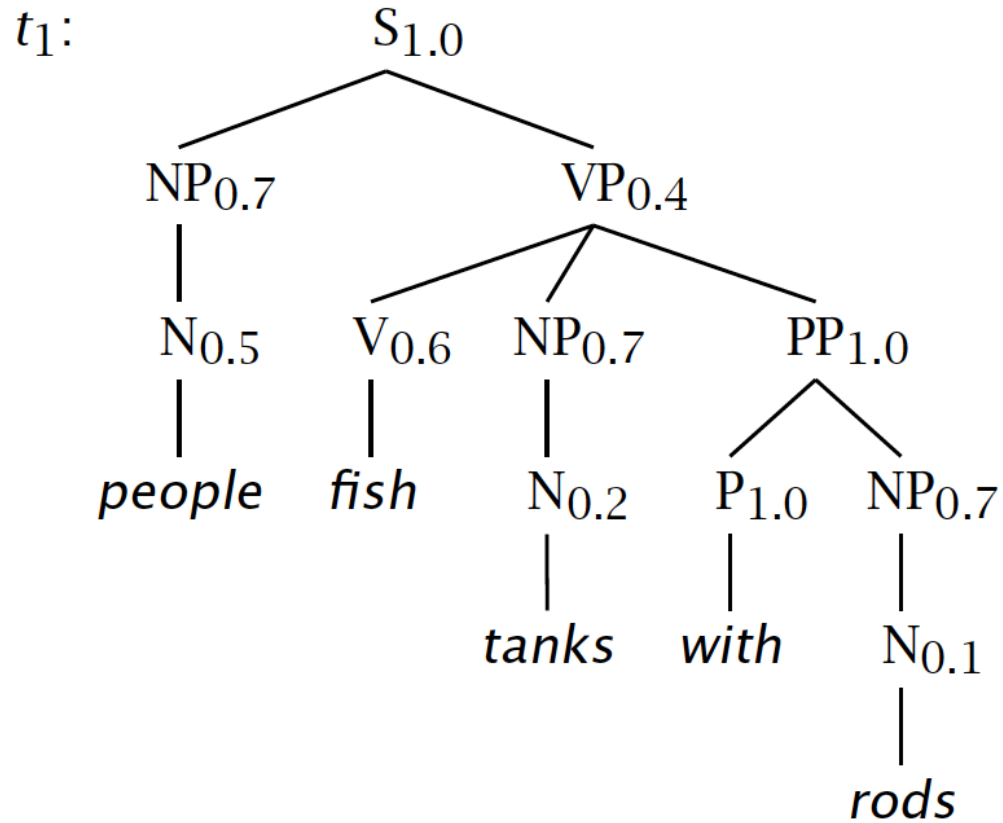 t₁: S₁.₀
NP₀.₇ VP₀.₄
N₀.₅ V₀.₆ NP₀.₇ PP₁.₀
people fish N₀.₂ P₁.₀ NP₀.₇
tanks with N₀.₁
rods